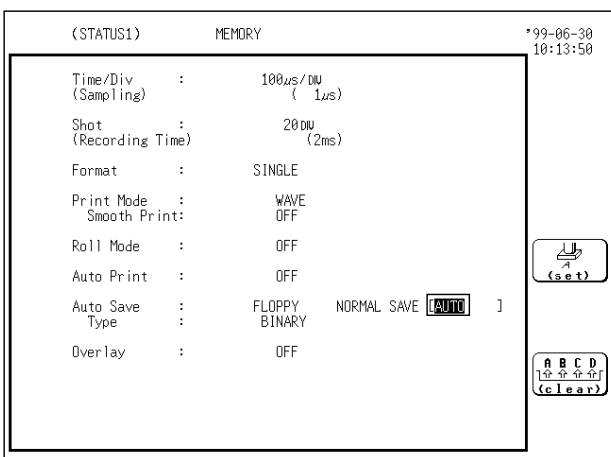 (STATUS1) MEMORY '99-06-30
10:13:50
Time/Div : 100µs/DIV
(Sampling) ( 1µs)
Shot : 20DIV
(Recording Time) (2ms)
Format : SINGLE
Print Mode : WAVE
Smooth Print: OFF
Roll Mode : OFF
Auto Print : OFF
Auto Save : FLOPPY NORMAL SAVE [AUTO ]
Type : BINARY
Overlay : OFF
A
(set)
A B C D
(clear)